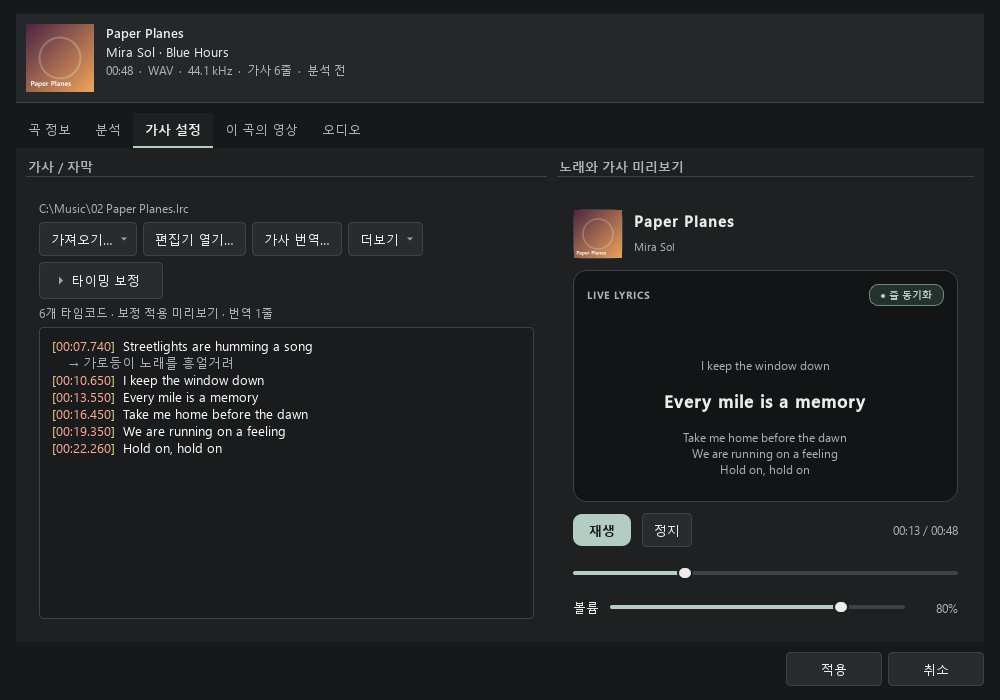 Paper Planes
Mira Sol · Blue Hours
00:48 · WAV · 44.1 kHz · 가사 6줄 · 분석 전
Paper Planes
곡 정보
분석
가사 설정
이 곡의 영상
오디오
가사 / 자막
C:\Music\02 Paper Planes.lrc
가져오기...
편집기 열기...
가사 번역...
더보기
타이밍 보정
6개 타임코드 · 보정 적용 미리보기 · 번역 1줄
[00:07.740] Streetlights are humming a song
→ 가로등이 노래를 흥얼거려
[00:10.650] I keep the window down
[00:13.550] Every mile is a memory
[00:16.450] Take me home before the dawn
[00:19.350] We are running on a feeling
[00:22.260] Hold on, hold on
노래와 가사 미리보기
Paper Planes
Paper Planes
Mira Sol
LIVE LYRICS
● 줄 동기화
I keep the window down
Every mile is a memory
Take me home before the dawn
We are running on a feeling
Hold on, hold on
재생
정지
00:13 / 00:48
볼륨
80%
적용
취소